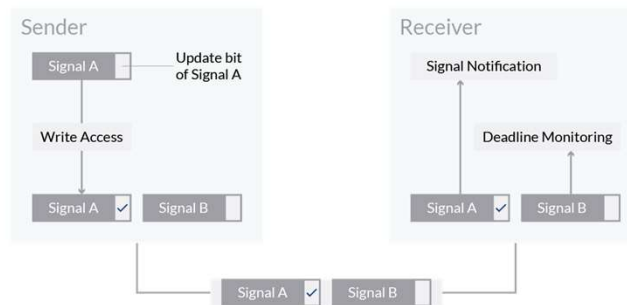 Sender
Receiver
Signal A
Update bit
of Signal A
Signal Notification
Write Access
Deadline Monitoring
Signal A
Signal B
Signal A
Signal B
Signal A
Signal B